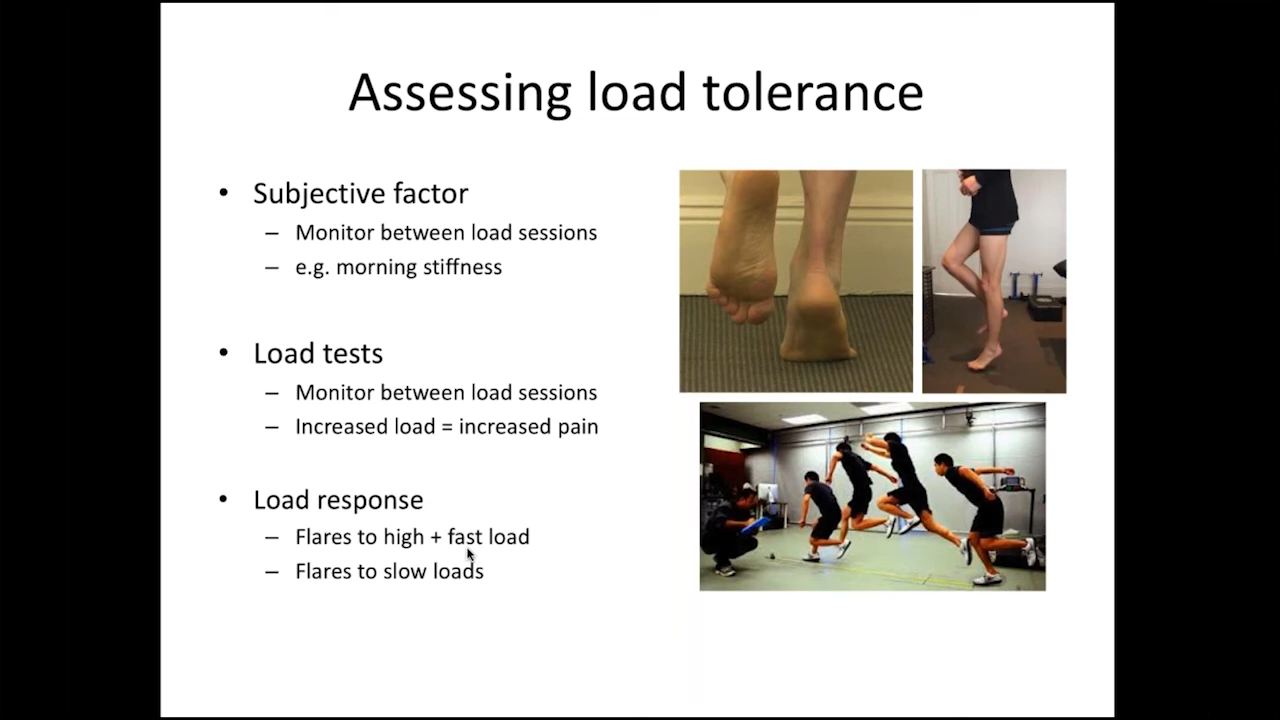 Assessing load tolerance
• Subjective factor
– Monitor between load sessions
– e.g. morning stiffness
• Load tests
– Monitor between load sessions
– Increased load = increased pain
• Load response
– Flares to high + fast load
– Flares to slow loads